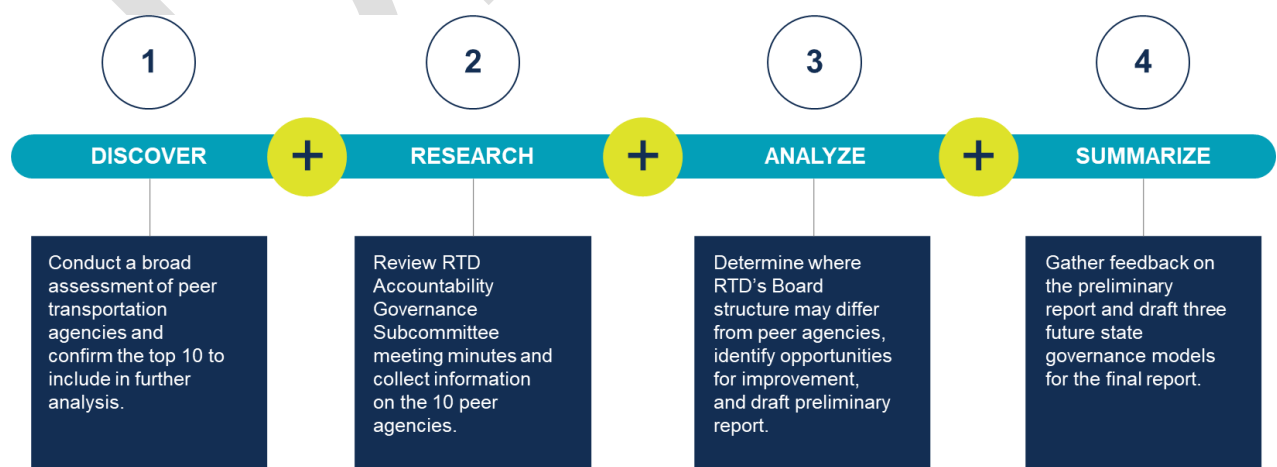 1
2
3
4
DISCOVER + RESEARCH + ANALYZE + SUMMARIZE
Conduct a broad
assessment of peer
transportation
agencies and
confirm the top 10 to
include in further
analysis.
Review RTD
Accountability
Governance
Subcommittee
meeting minutes and
collect information
on the 10 peer
agencies.
Determine where
RTD's Board
structure may differ
from peer agencies,
identify opportunities
for improvement,
and draft preliminary
report.
Gather feedback on
the preliminary
report and draft three
future state
governance models
for the final report.